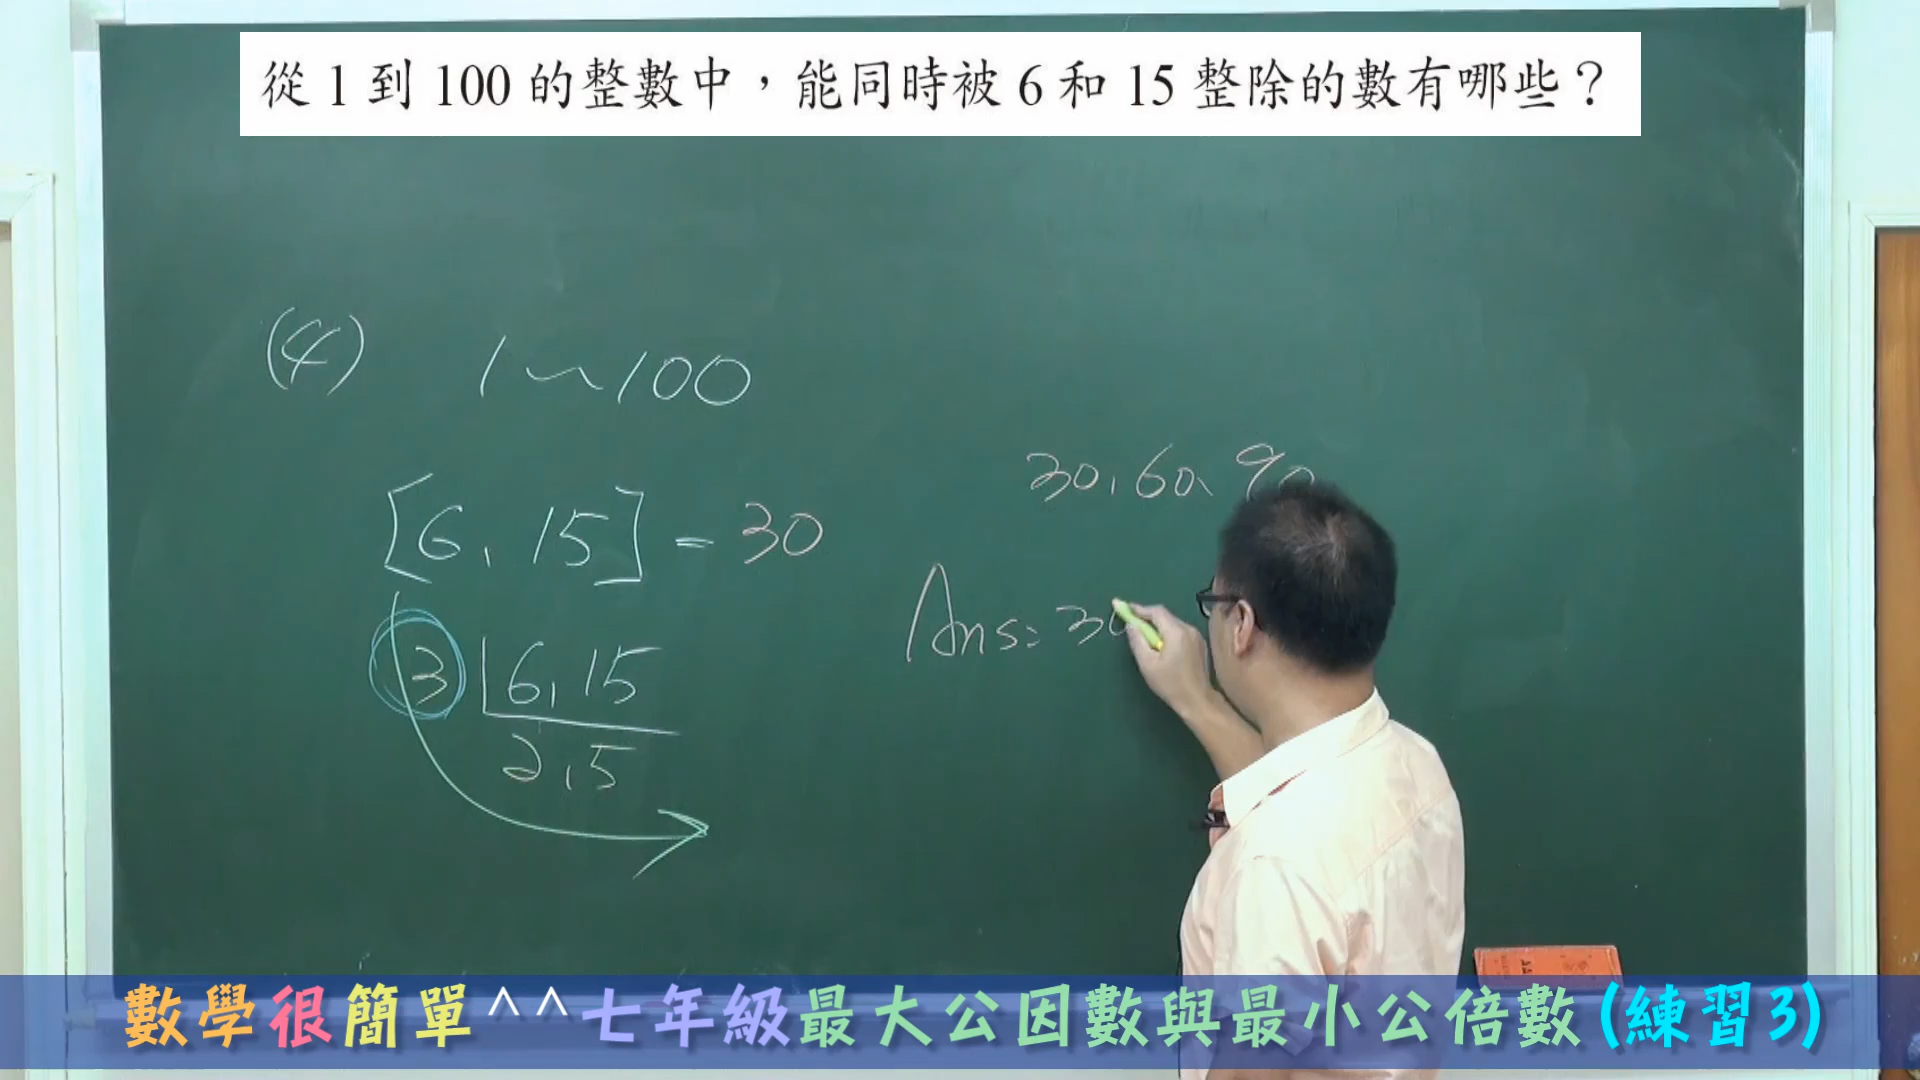 從 1 到 100 的整數中，能同時被 6 和 15 整除的數有哪些？
(4) 1～100
30, 60, 90
[6, 15] = 30
Ans: 30
3 6, 15
2, 5
數學很簡單^^七年級最大公因數與最小公倍數(練習3)